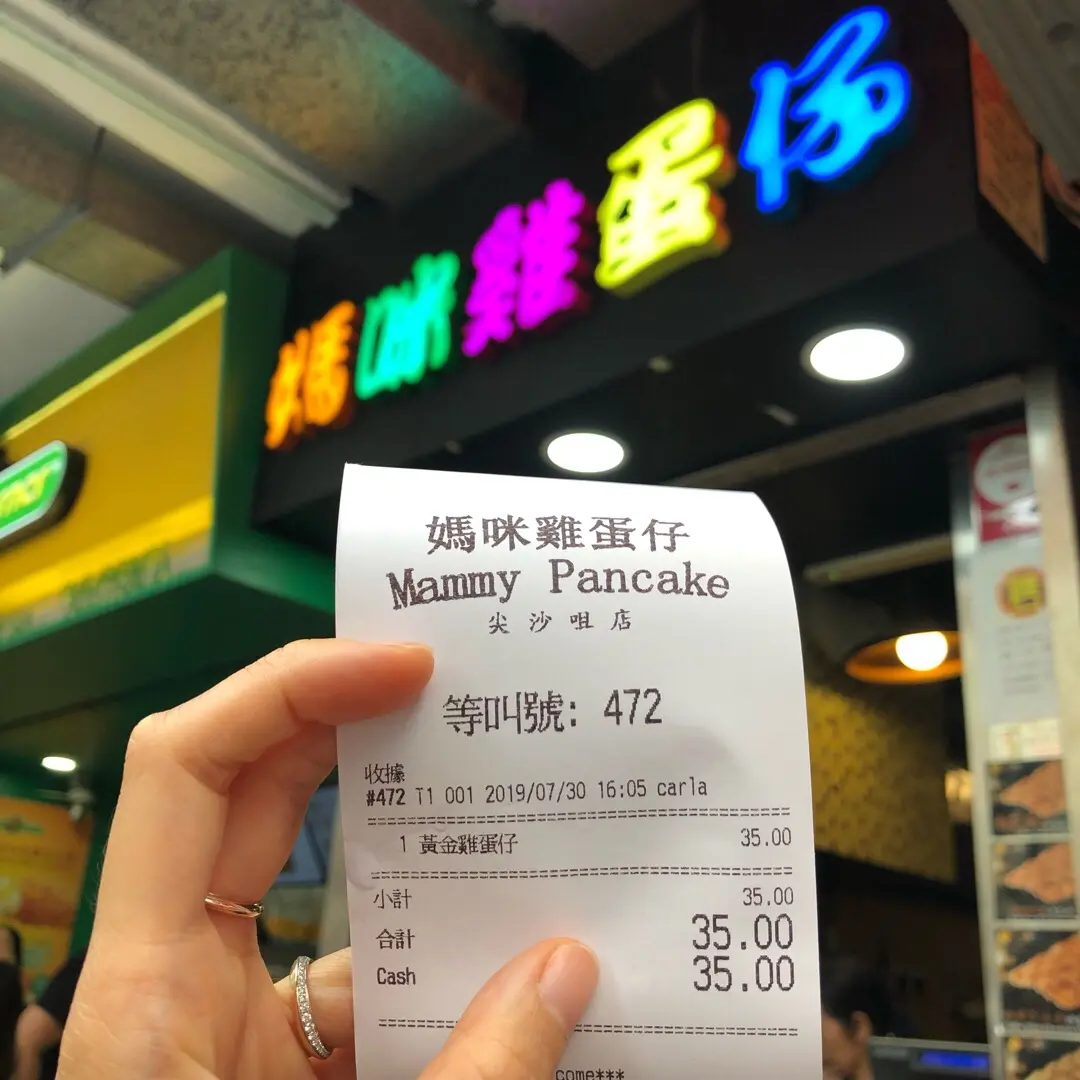 媽咪雞蛋仔
媽咪雞蛋仔
Mammy Pancake
尖沙咀店
等叫號: 472
收據
#472 T1 001 2019/07/30 16:05 carla
1 黃金雞蛋仔 35.00
小計 35.00
合計 35.00
Cash 35.00
come***